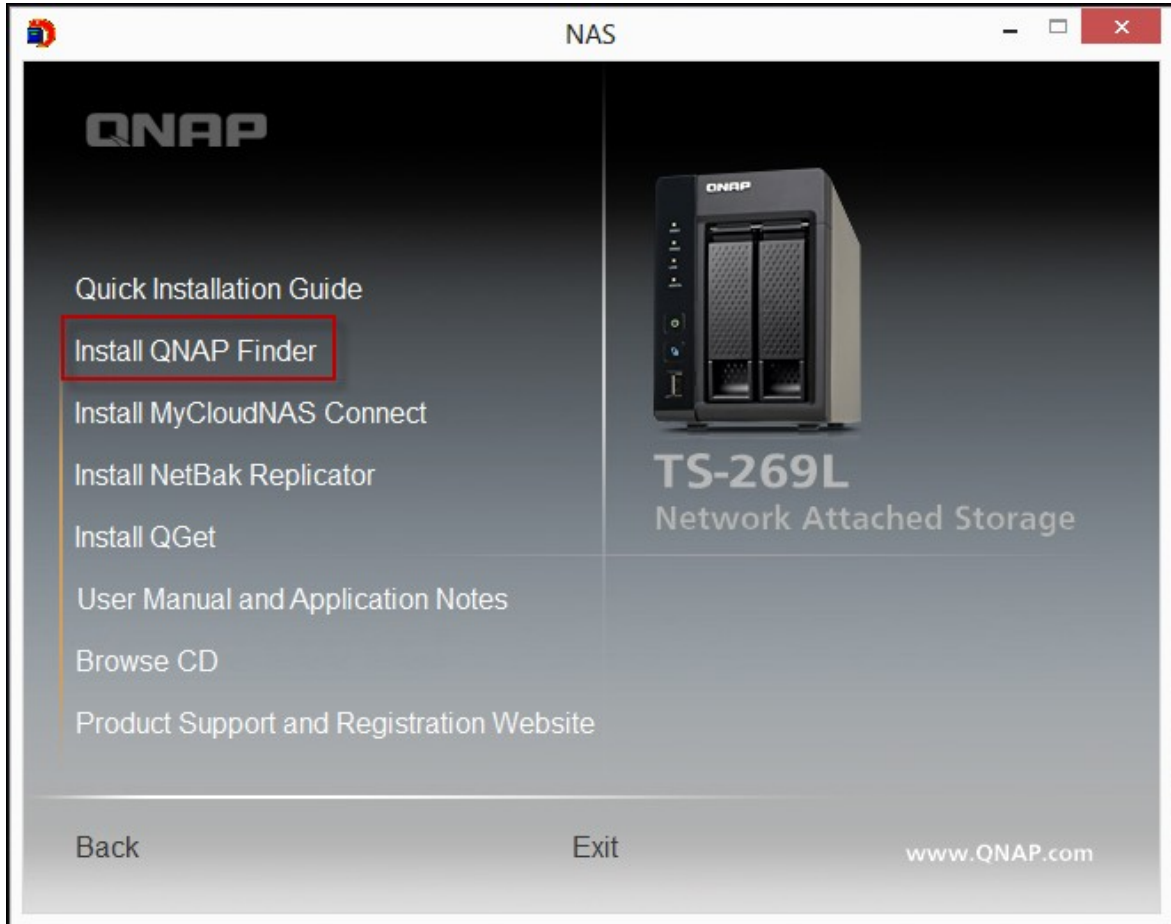 NAS
QNAP
QNAP
Quick Installation Guide
Install QNAP Finder
Install MyCloudNAS Connect
Install NetBak Replicator
Install QGet
User Manual and Application Notes
Browse CD
Product Support and Registration Website
TS-269L
Network Attached Storage
Back
Exit
www.QNAP.com